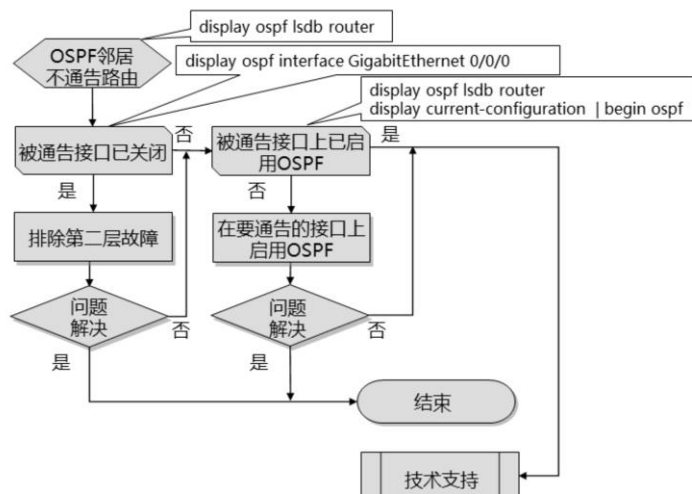 display ospf lsdb router
OSPF邻居
不通告路由
display ospf interface GigabitEthernet 0/0/0
display ospf lsdb router
display current-configuration | begin ospf
被通告接口已关闭
否
被通告接口上已启
用OSPF
是
是
否
排除第二层故障
在要通告的接口上
启用OSPF
问题
解决
否
问题
解决
否
是
是
结束
技术支持